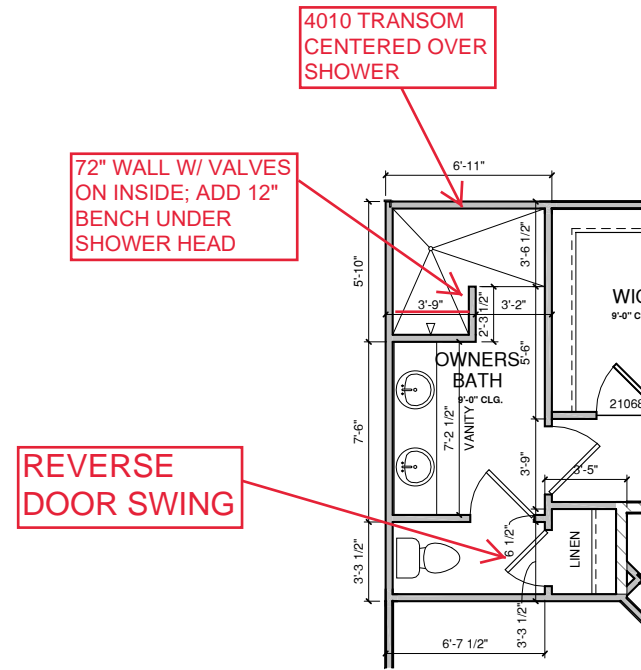 4010 TRANSOM
CENTERED OVER
SHOWER
72" WALL W/ VALVES
ON INSIDE; ADD 12"
BENCH UNDER
SHOWER HEAD
6'-11"
5'-10"
3'-6 1/2"
3'-9"
3'-2"
2'-3 1/2"
5'-6"
WIC
9'-0" C
21068
OWNERS
BATH
9'-0" CLG.
7'-6"
7'-2 1/2"
VANITY
3'-9"
3'-5"
REVERSE
DOOR SWING
6 1/2"
LINEN
3'-3 1/2"
3'-3 1/2"
6'-7 1/2"